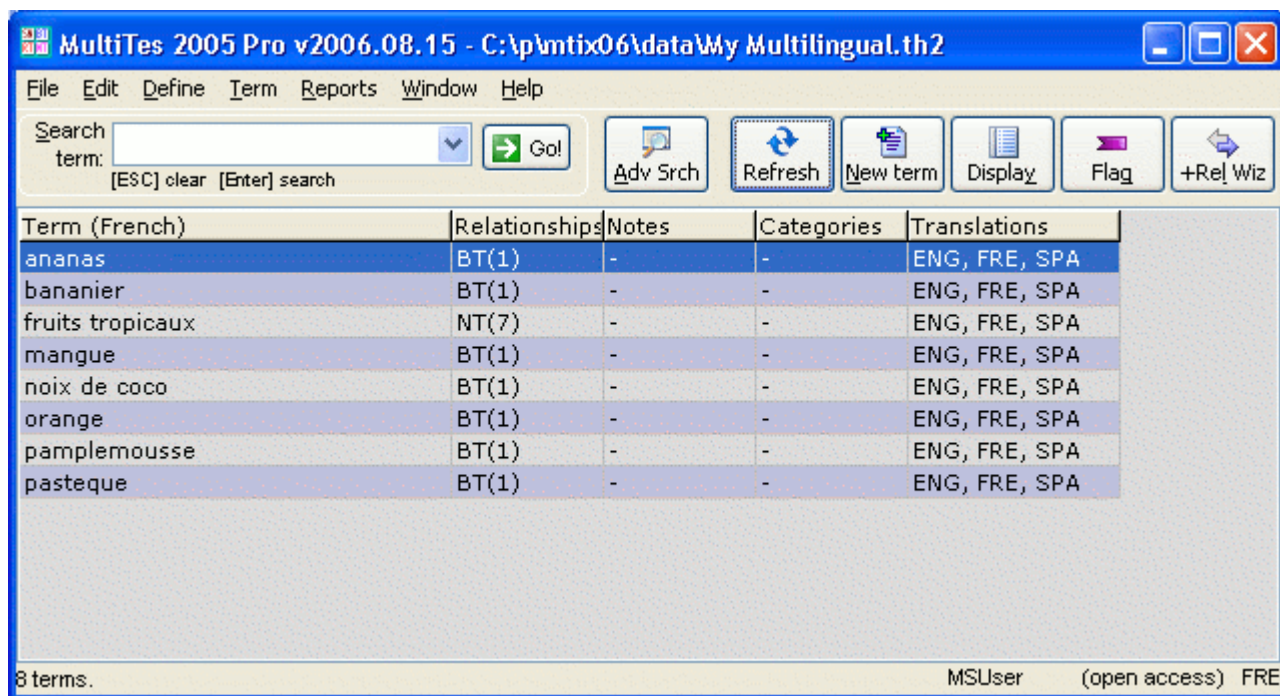 MultiTes 2005 Pro v2006.08.15 - C:\p\mtix06\data\My Multilingual.th2
File Edit Define Term Reports Window Help
Search term:
[ESC] clear [Enter] search
Go!
Adv Srch
Refresh
New term
Display
Flag
+Rel Wiz
Term (French) Relationships Notes Categories Translations
ananas BT(1) - - ENG, FRE, SPA
bananier BT(1) - - ENG, FRE, SPA
fruits tropicaux NT(7) - - ENG, FRE, SPA
mangue BT(1) - - ENG, FRE, SPA
noix de coco BT(1) - - ENG, FRE, SPA
orange BT(1) - - ENG, FRE, SPA
pamplemousse BT(1) - - ENG, FRE, SPA
pasteque BT(1) - - ENG, FRE, SPA
8 terms. MSUser (open access) FRE